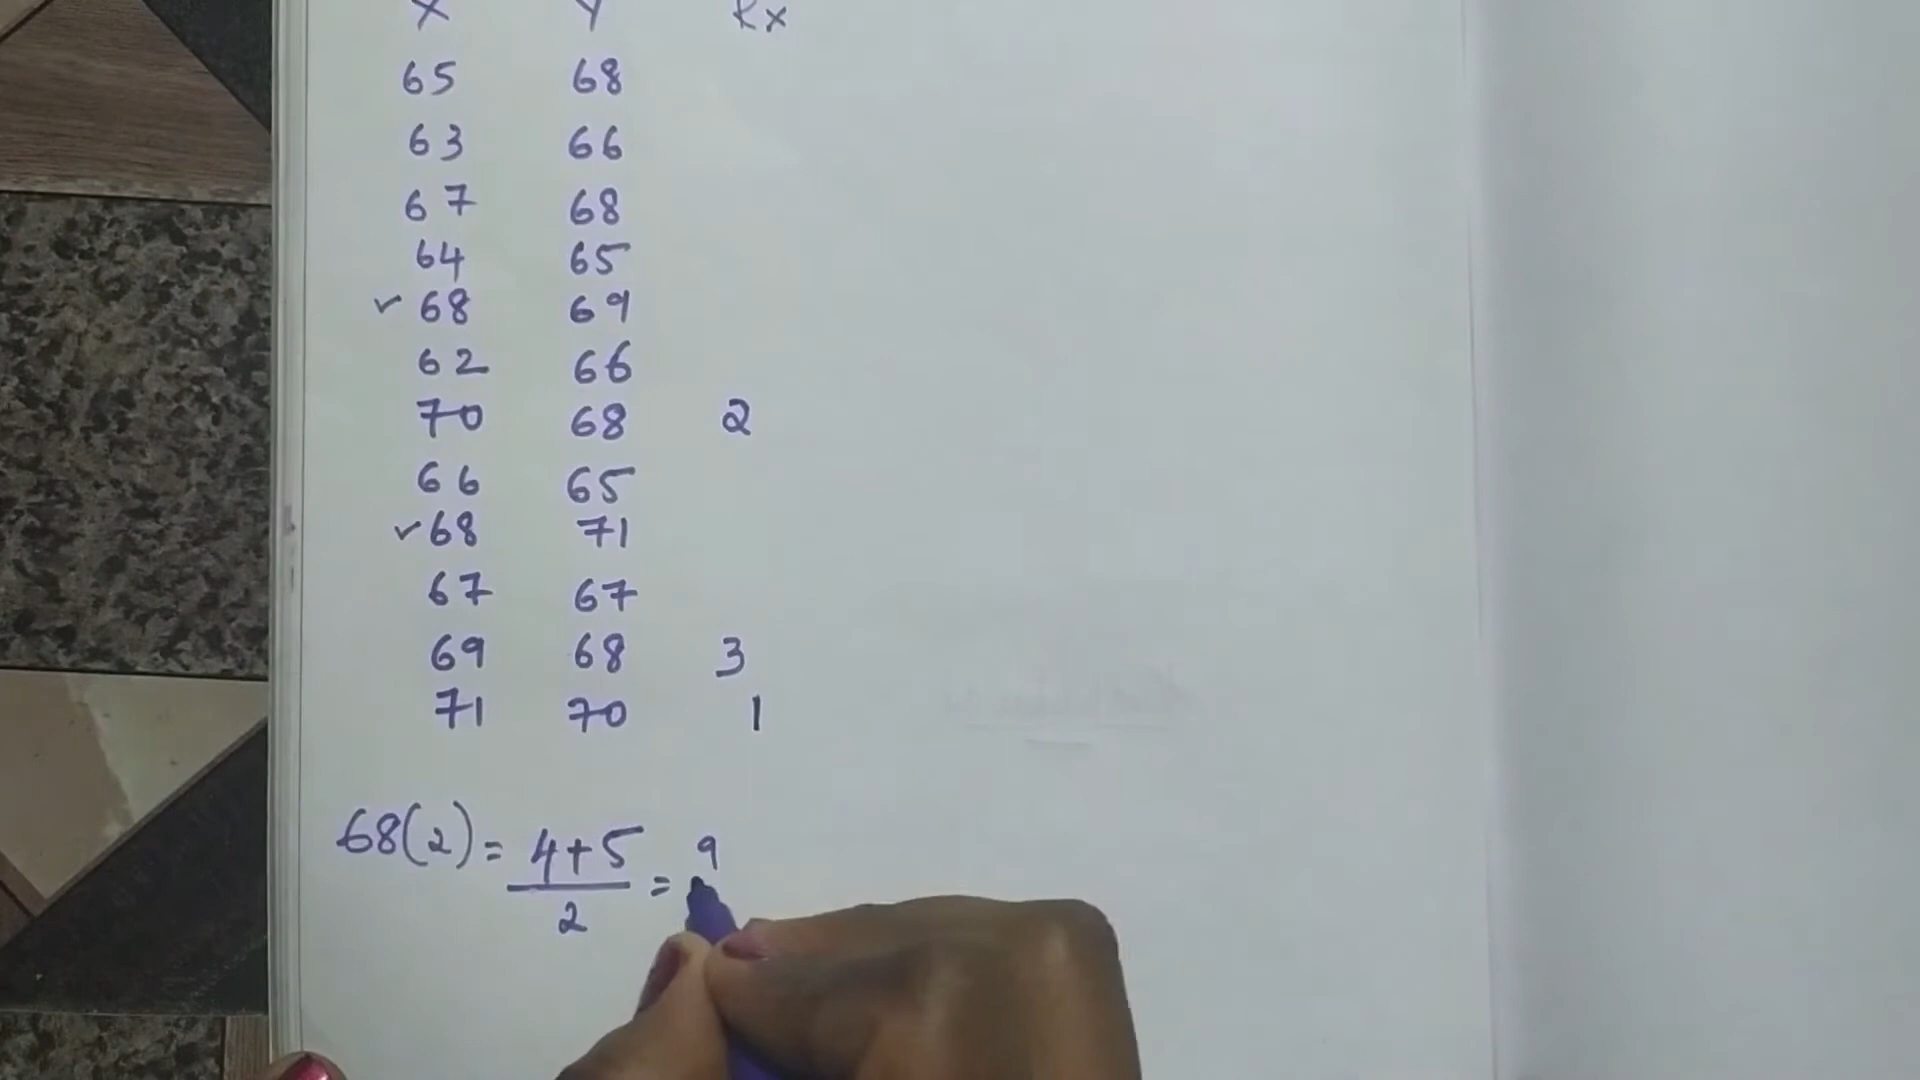 X Y Rx
65 68
63 66
67 68
64 65
✓ 68 69
62 66
70 68 2
66 65
✓ 68 71
67 67
69 68 3
71 70 1
68(2) = 4+5/2 = 9